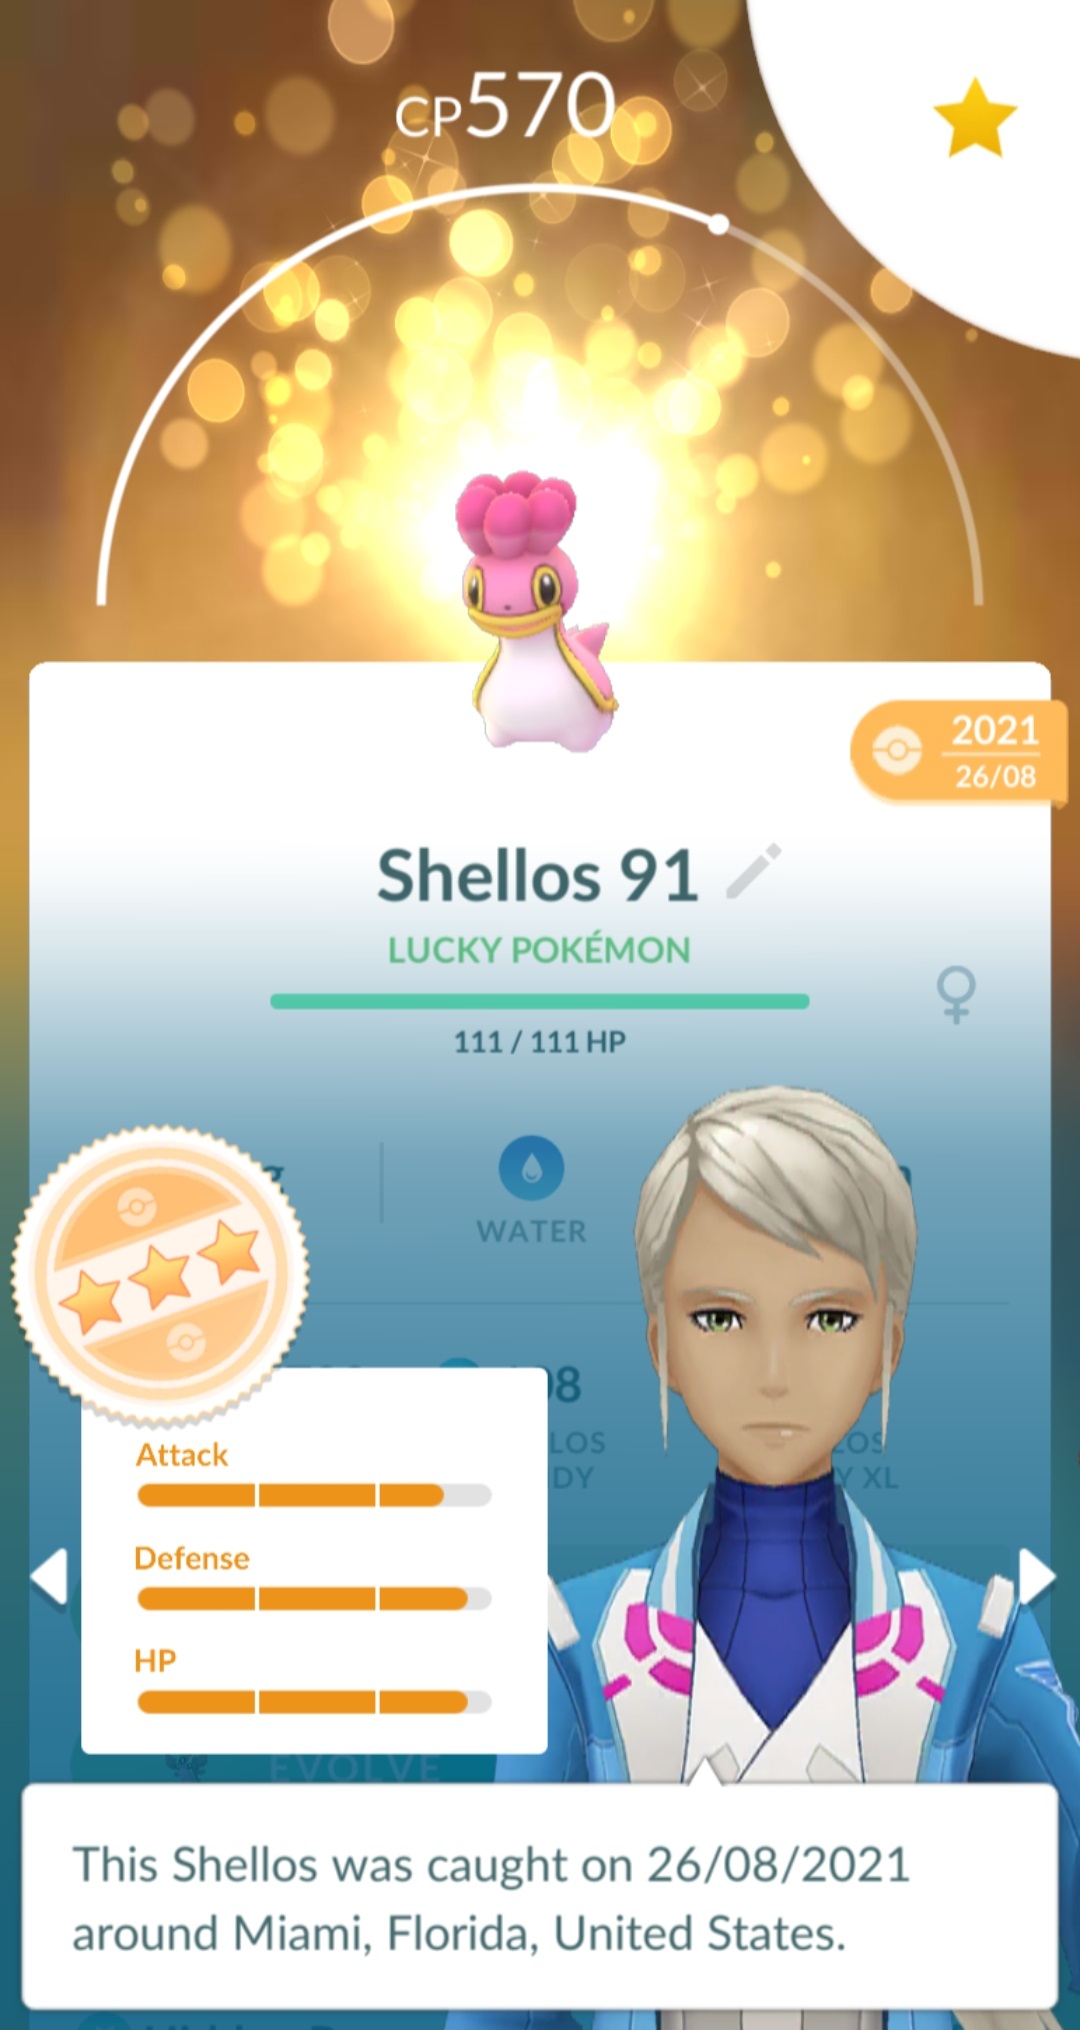 CP570
2021
26/08
Shellos 91
LUCKY POKÉMON
111 / 111 HP
WATER
Attack
Defense
HP
EVOLVE
This Shellos was caught on 26/08/2021
around Miami, Florida, United States.